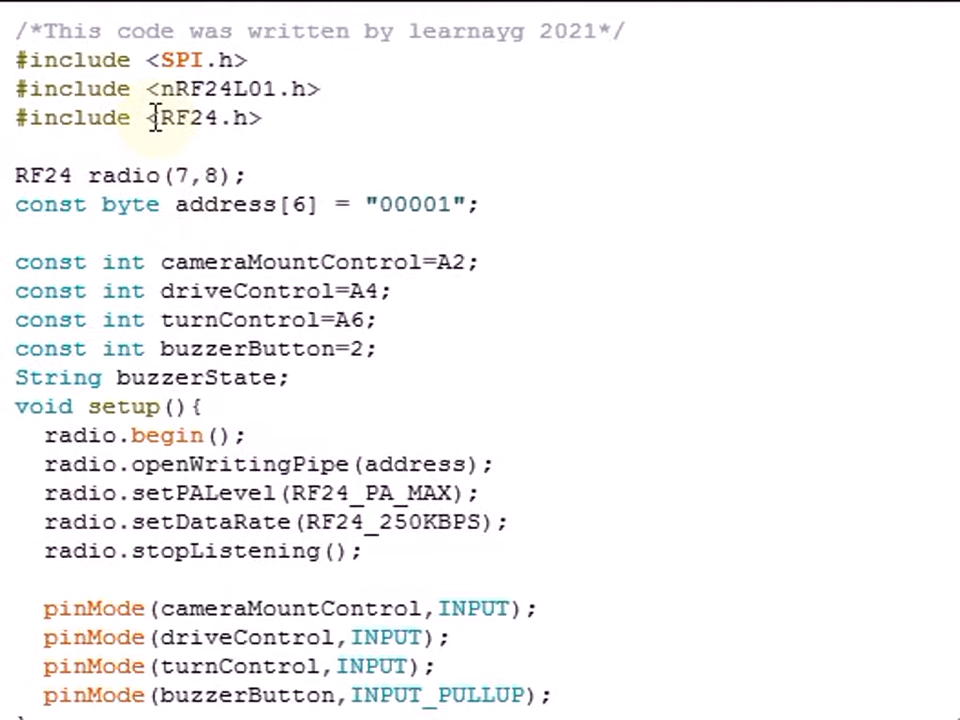 /*This code was written by learnayg 2021*/
#include <SPI.h>
#include <nRF24L01.h>
#include <RF24.h>
RF24 radio(7,8);
const byte address[6] = "00001";
const int cameraMountControl=A2;
const int driveControl=A4;
const int turnControl=A6;
const int buzzerButton=2;
String buzzerState;
void setup(){
radio.begin();
radio.openWritingPipe(address);
radio.setPALevel(RF24_PA_MAX);
radio.setDataRate(RF24_250KBPS);
radio.stopListening();
pinMode(cameraMountControl,INPUT);
pinMode(driveControl,INPUT);
pinMode(turnControl,INPUT);
pinMode(buzzerButton,INPUT_PULLUP);